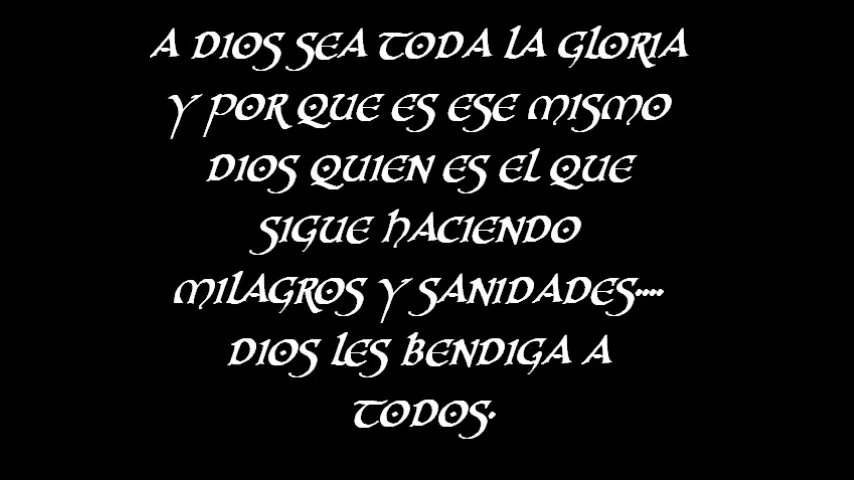 A DIOS SEA TODA LA GLORIA
Y POR QUE ES ESE MISMO
DIOS QUIEN ES EL QUE
SIGUE HACIENDO
MILAGROS Y SANIDADES....
DIOS LES BENDIGA A
TODOS.